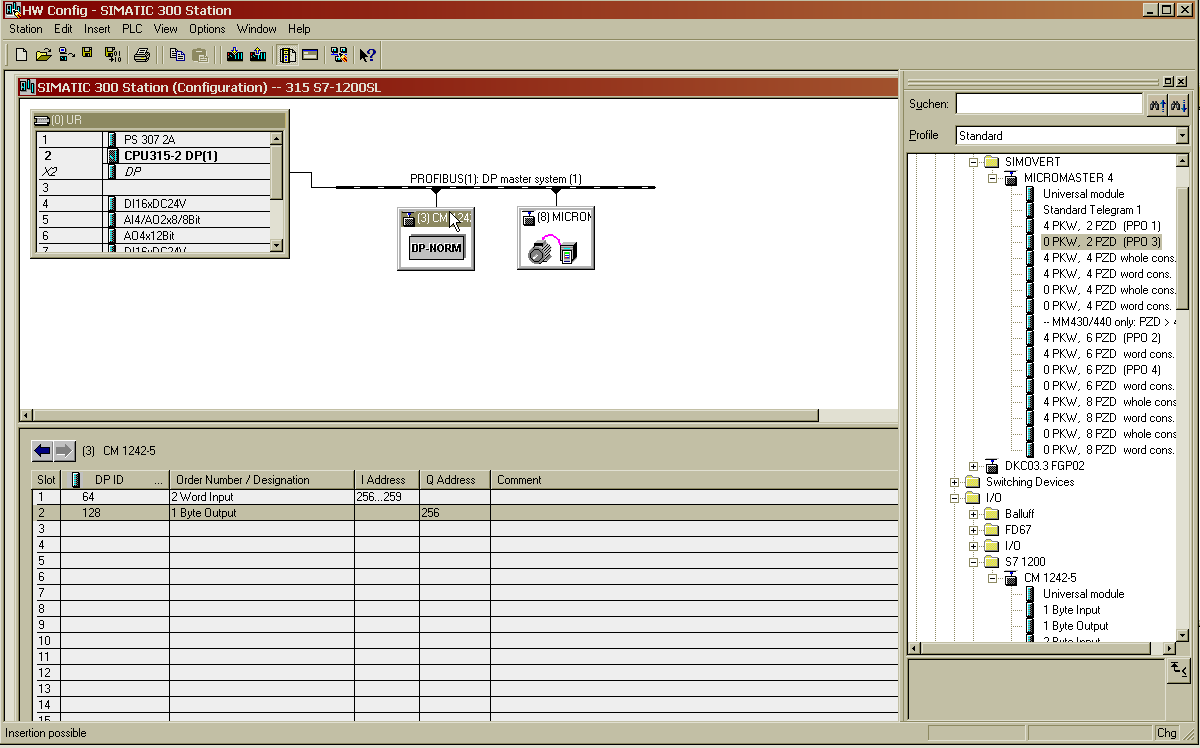 HW Config - SIMATIC 300 Station
Station Edit Insert PLC View Options Window Help
SIMATIC 300 Station (Configuration) -- 315 S7-1200SL
(0) UR
1 PS 307 2A
2 CPU315-2 DP(1)
X2 DP
3
4 DI16xDC24V
5 AI4/AO2x8/8Bit
6 AO4x12Bit
7 DI16xDC24V
PROFIBUS(1): DP master system (1)
(3) CM 124
DP-NORM
(8) MICROM
(3) CM 1242-5
Slot DP ID ... Order Number / Designation I Address Q Address Comment
1 64 2 Word Input 256...259
2 128 1 Byte Output 256
3
4
5
6
7
8
9
10
11
12
13
14
15
Suchen:
Profile Standard
SIMOVERT
MICROMASTER 4
Universal module
Standard Telegram 1
4 PKW, 2 PZD (PPO 1)
0 PKW, 2 PZD (PPO 3)
4 PKW, 4 PZD whole cons.
4 PKW, 4 PZD word cons.
0 PKW, 4 PZD whole cons.
0 PKW, 4 PZD word cons.
-- MM430/440 only: PZD > 4
4 PKW, 6 PZD (PPO 2)
4 PKW, 6 PZD word cons.
0 PKW, 6 PZD (PPO 4)
0 PKW, 6 PZD word cons.
4 PKW, 8 PZD whole cons
4 PKW, 8 PZD word cons.
0 PKW, 8 PZD whole cons
0 PKW, 8 PZD word cons.
DKC03.3 FGP02
Switching Devices
I/O
Balluff
FD67
I/O
S7 1200
CM 1242-5
Universal module
1 Byte Input
1 Byte Output
2 Byte Input
Insertion possible
Chg